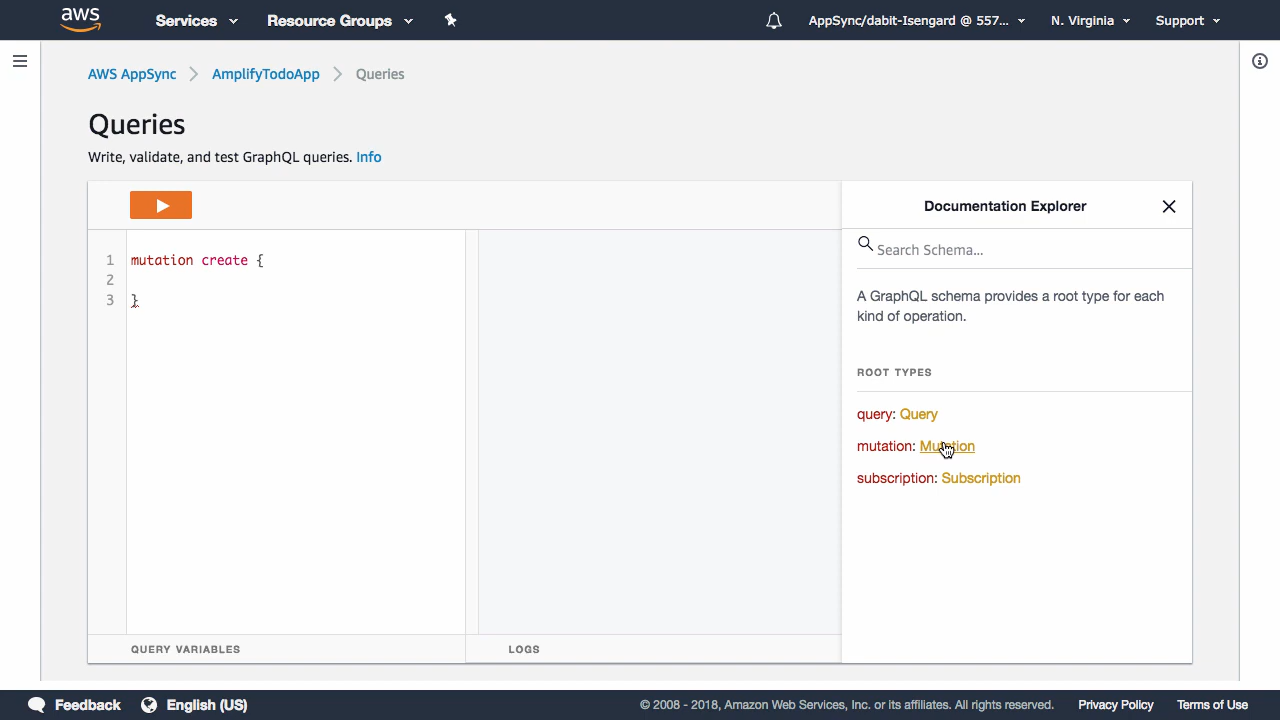 aws Services Resource Groups AppSync/dabit-Isengard @ 557... N. Virginia Support
AWS AppSync AmplifyTodoApp Queries
Queries
Write, validate, and test GraphQL queries. Info
Documentation Explorer
Search Schema...
1 mutation create {
2
3 }
A GraphQL schema provides a root type for each
kind of operation.
ROOT TYPES
query: Query
mutation: Mutation
subscription: Subscription
QUERY VARIABLES LOGS
Feedback English (US) © 2008 - 2018, Amazon Web Services, Inc. or its affiliates. All rights reserved. Privacy Policy Terms of Use